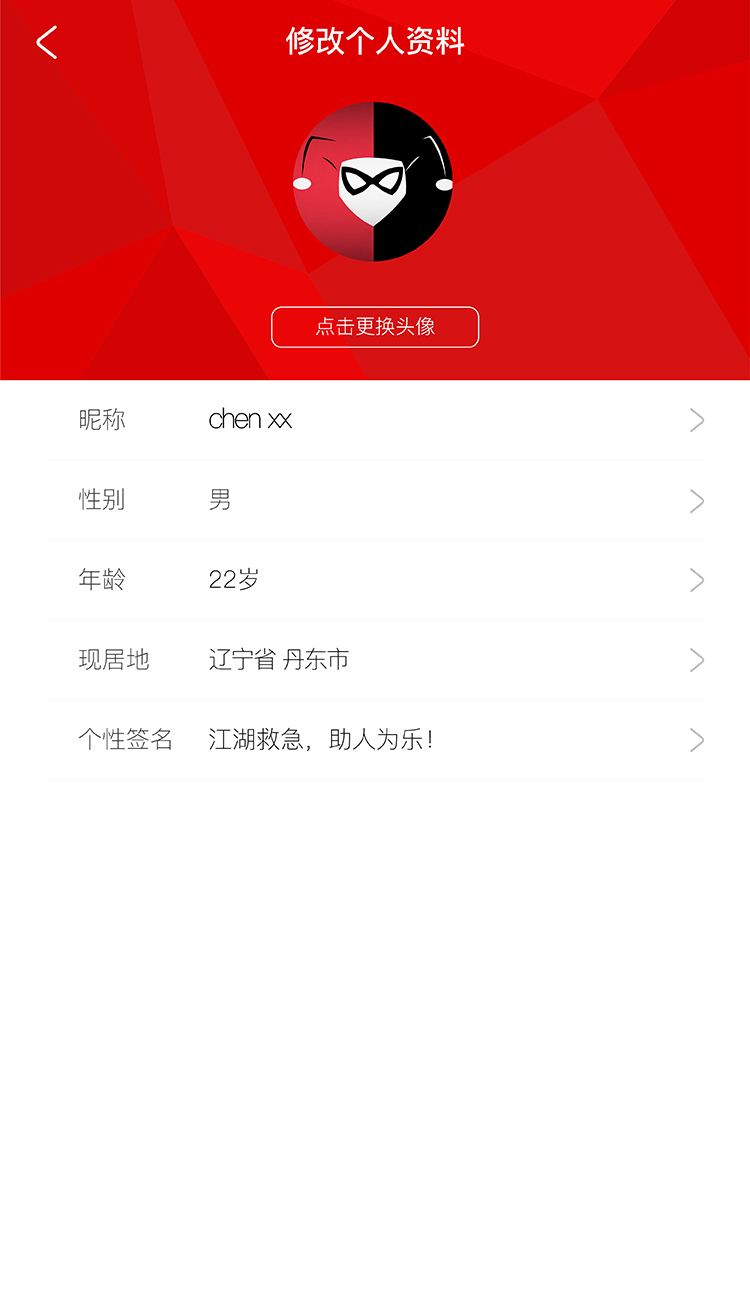 修改个人资料
点击更换头像
昵称 chen xx
性别 男
年龄 22岁
现居地 辽宁省 丹东市
个性签名 江湖救急，助人为乐！